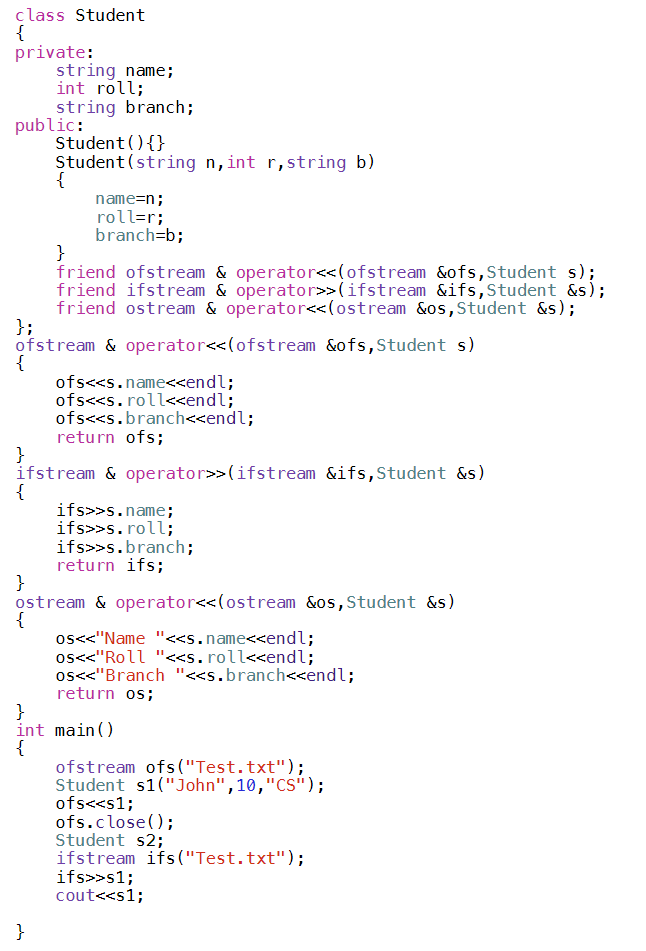 class Student
{
private:
    string name;
    int roll;
    string branch;
public:
    Student(){}
    Student(string n,int r,string b)
    {
        name=n;
        roll=r;
        branch=b;
    }
    friend ofstream & operator<<(ofstream &ofs,Student s);
    friend ifstream & operator>>(ifstream &ifs,Student &s);
    friend ostream & operator<<(ostream &os,Student &s);
};
ofstream & operator<<(ofstream &ofs,Student s)
{
    ofs<<s.name<<endl;
    ofs<<s.roll<<endl;
    ofs<<s.branch<<endl;
    return ofs;
}
ifstream & operator>>(ifstream &ifs,Student &s)
{
    ifs>>s.name;
    ifs>>s.roll;
    ifs>>s.branch;
    return ifs;
}
ostream & operator<<(ostream &os,Student &s)
{
    os<<"Name "<<s.name<<endl;
    os<<"Roll "<<s.roll<<endl;
    os<<"Branch "<<s.branch<<endl;
    return os;
}
int main()
{
    ofstream ofs("Test.txt");
    Student s1("John",10,"CS");
    ofs<<s1;
    ofs.close();
    Student s2;
    ifstream ifs("Test.txt");
    ifs>>s1;
    cout<<s1;

}